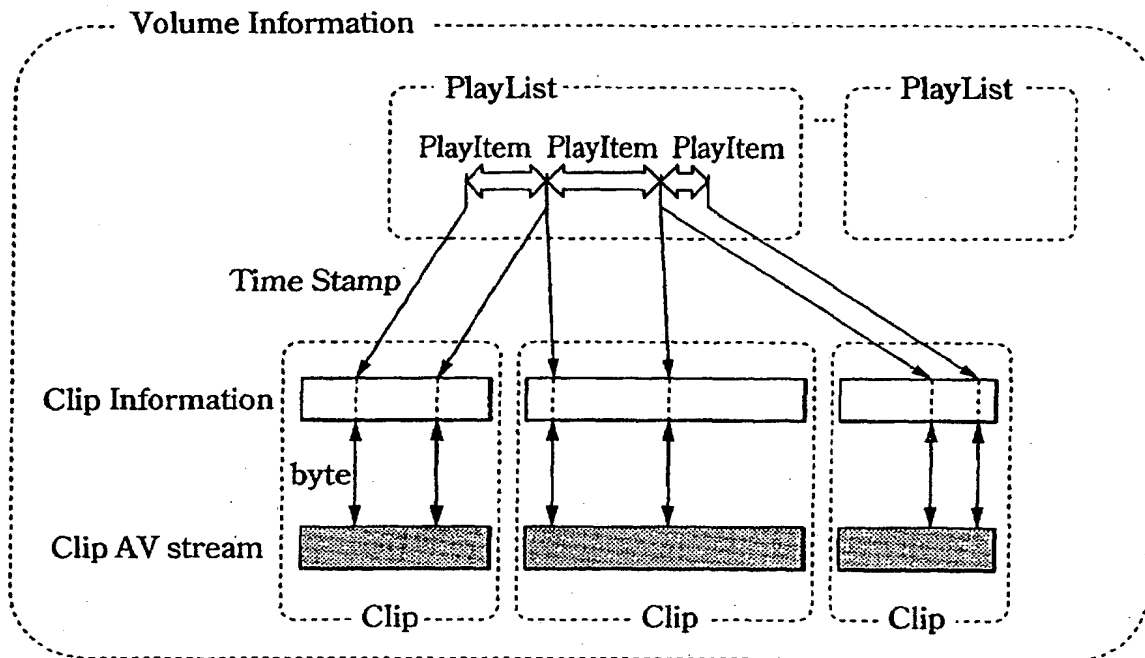 Volume Information
PlayList
PlayList
...
PlayItem PlayItem PlayItem
Time Stamp
Clip Information
byte
Clip AV stream
Clip
Clip
Clip